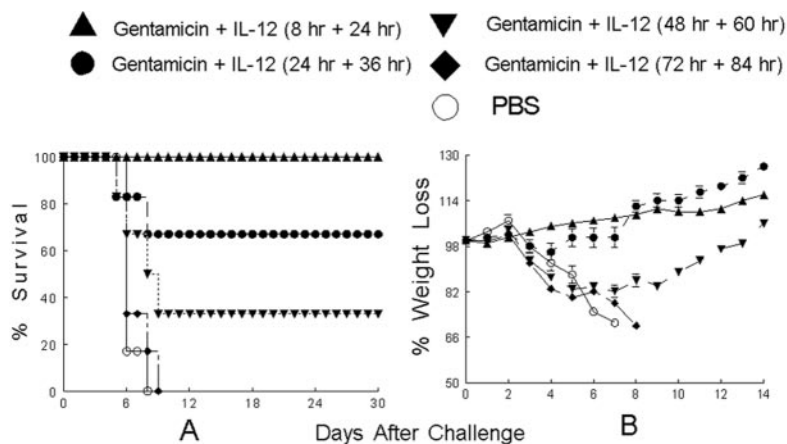 Gentamicin + IL-12 (8 hr + 24 hr)
Gentamicin + IL-12 (48 hr + 60 hr)
Gentamicin + IL-12 (24 hr + 36 hr)
Gentamicin + IL-12 (72 hr + 84 hr)
PBS
% Survival
100
80
60
40
20
0
0 6 12 18 24 30
A
% Weight Loss
130
114
98
82
66
50
0 2 4 6 8 10 12 14
B
Days After Challenge